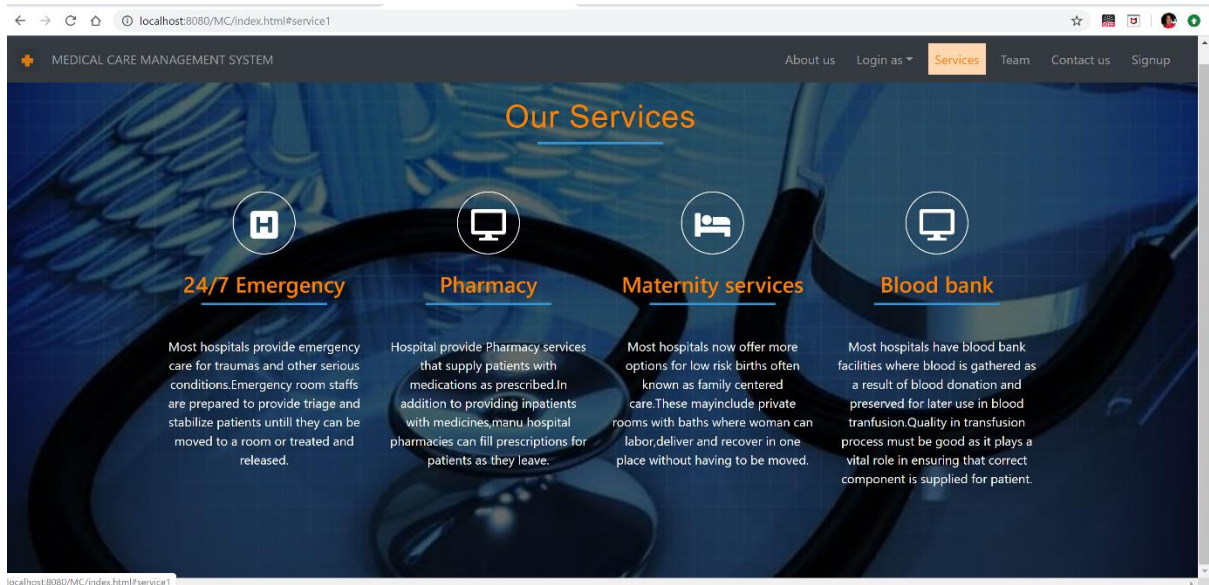 localhost:8080/MC/index.html#service1
OFF
MEDICAL CARE MANAGEMENT SYSTEM
About us
Login as
Services
Team
Contact us
Signup
Our Services
H
24/7 Emergency
Most hospitals provide emergency
care for traumas and other serious
conditions.Emergency room staffs
are prepared to provide triage and
stabilize patients untill they can be
moved to a room or treated and
released.
Pharmacy
Hospital provide Pharmacy services
that supply patients with
medications as prescribed.In
addition to providing inpatients
with medicines,manu hospital
pharmacies can fill prescriptions for
patients as they leave.
Maternity services
Most hospitals now offer more
options for low risk births often
known as family centered
care.These mayinclude private
rooms with baths where woman can
labor,deliver and recover in one
place without having to be moved.
Blood bank
Most hospitals have blood bank
facilities where blood is gathered as
a result of blood donation and
preserved for later use in blood
tranfusion.Quality in transfusion
process must be good as it plays a
vital role in ensuring that correct
component is supplied for patient.
localhost:8080/MC/index.html#service1